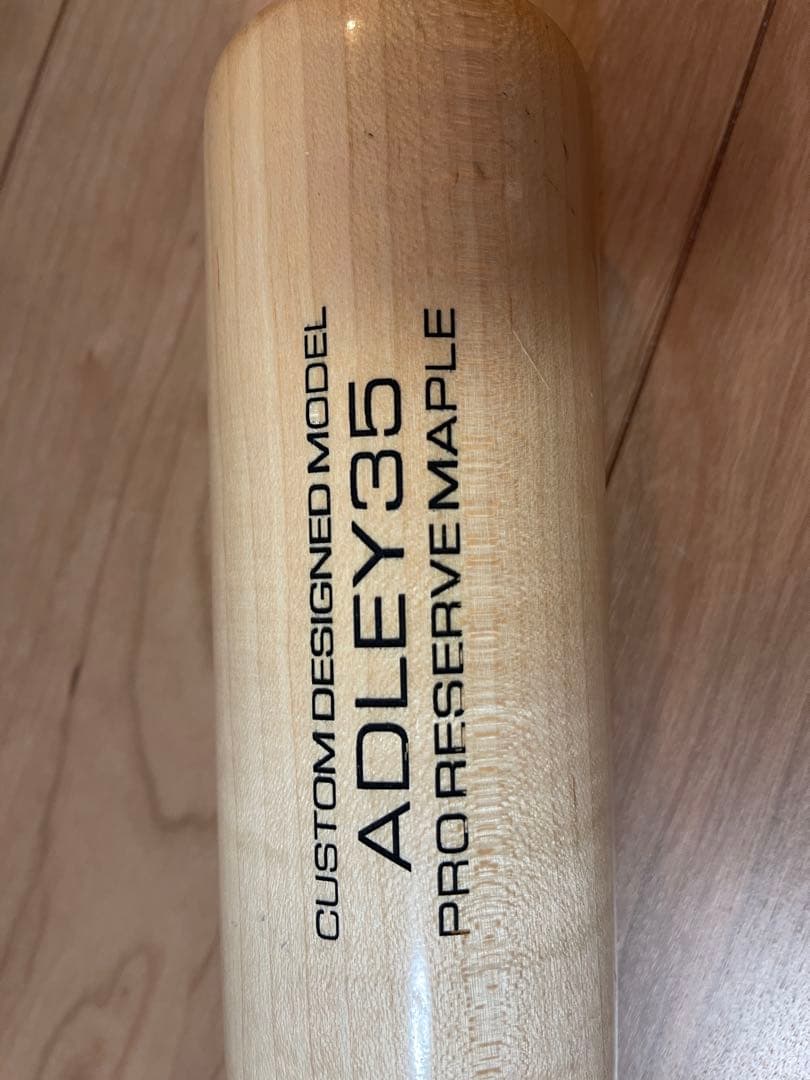 CUSTOM DESIGNED MODEL
ADLEY35
PRO RESERVE MAPLE